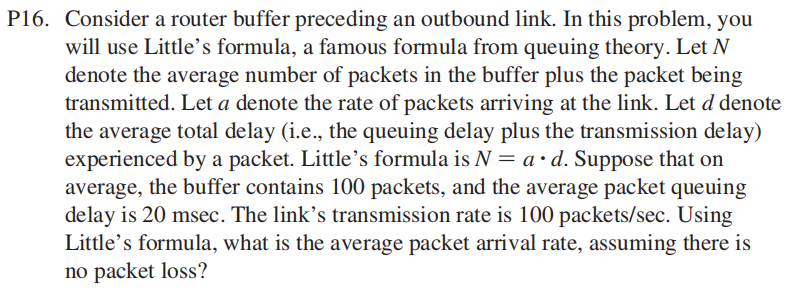 P16. Consider a router buffer preceding an outbound link. In this problem, you
will use Little’s formula, a famous formula from queuing theory. Let N
denote the average number of packets in the buffer plus the packet being
transmitted. Let a denote the rate of packets arriving at the link. Let d denote
the average total delay (i.e., the queuing delay plus the transmission delay)
experienced by a packet. Little’s formula is N = a · d. Suppose that on
average, the buffer contains 100 packets, and the average packet queuing
delay is 20 msec. The link’s transmission rate is 100 packets/sec. Using
Little’s formula, what is the average packet arrival rate, assuming there is
no packet loss?